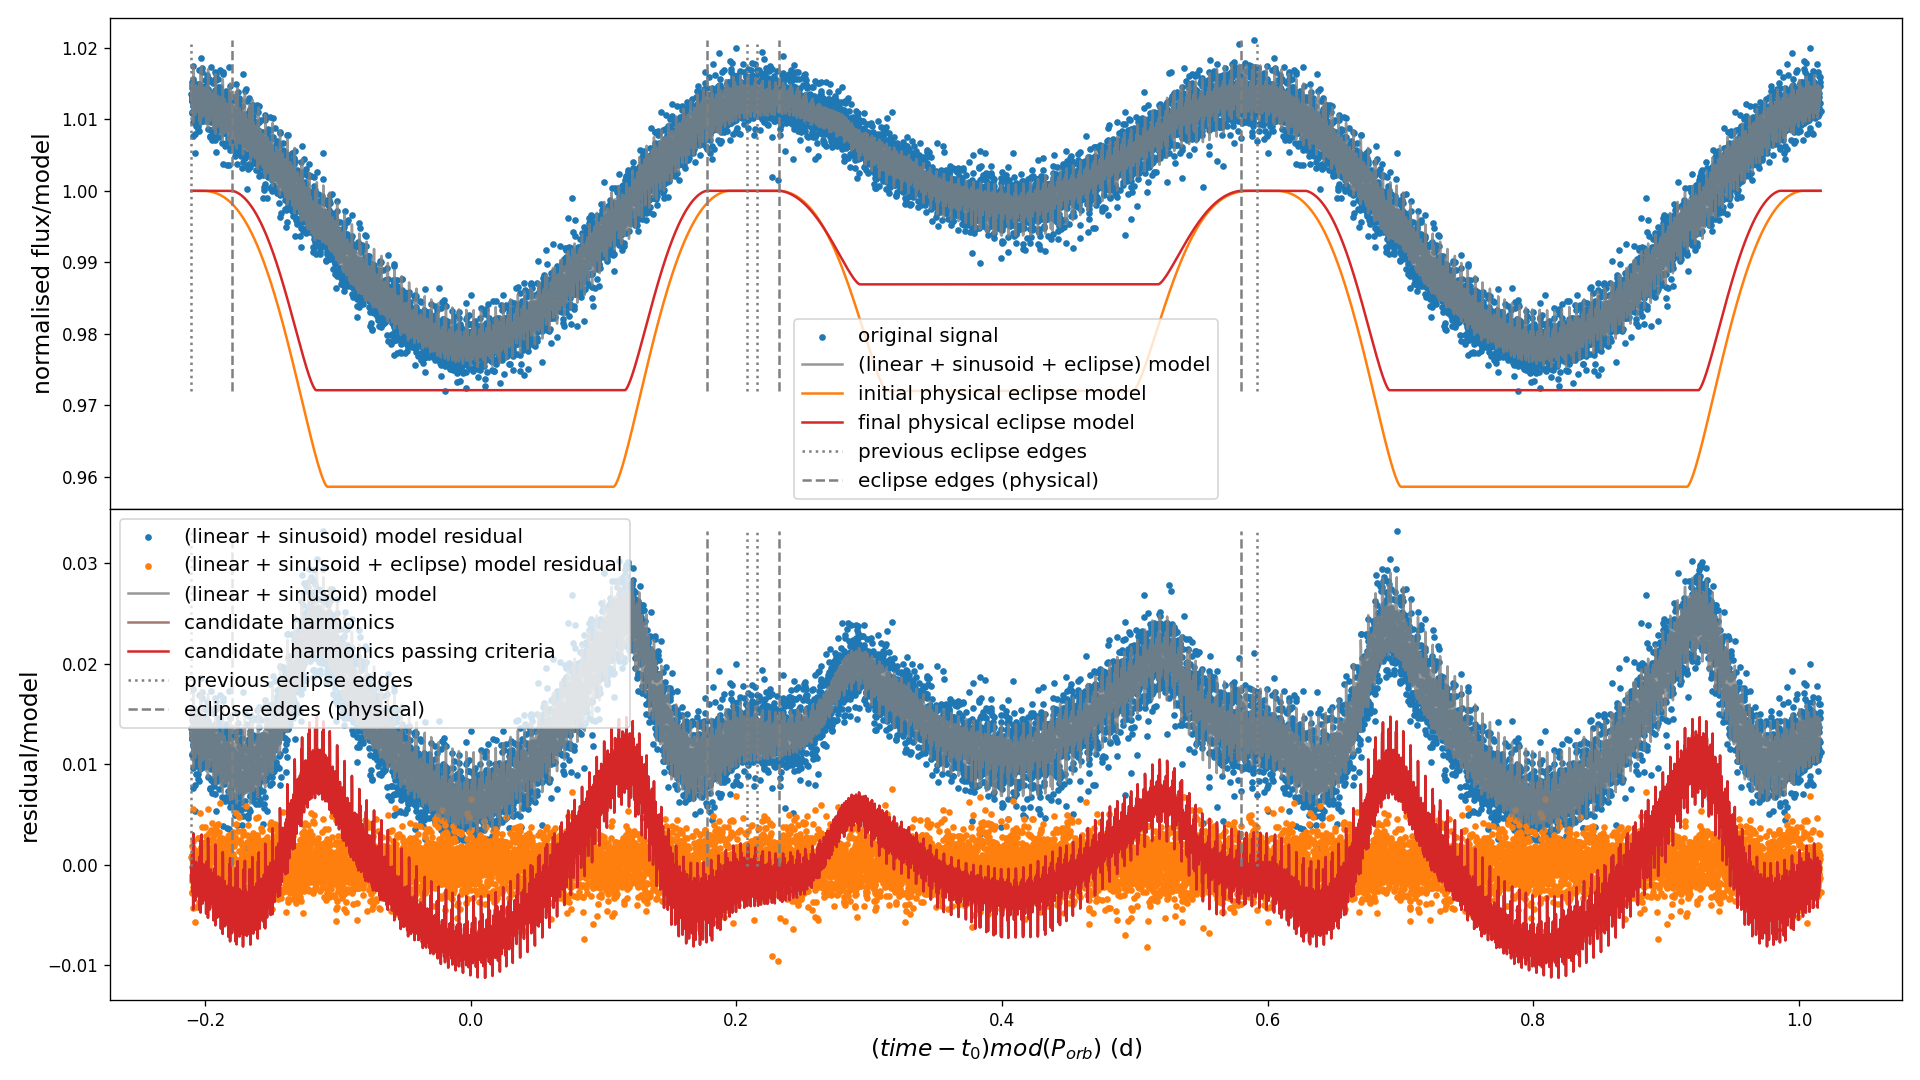 normalised flux/model
1.02
1.01
1.00
0.99
0.98
0.97
0.96
original signal
(linear + sinusoid + eclipse) model
initial physical eclipse model
final physical eclipse model
previous eclipse edges
eclipse edges (physical)
residual/model
0.03
0.02
0.01
0.00
−0.01
(linear + sinusoid) model residual
(linear + sinusoid + eclipse) model residual
(linear + sinusoid) model
candidate harmonics
candidate harmonics passing criteria
previous eclipse edges
eclipse edges (physical)
−0.2 0.0 0.2 0.4 0.6 0.8 1.0
(time − t₀)mod(P_orb) (d)